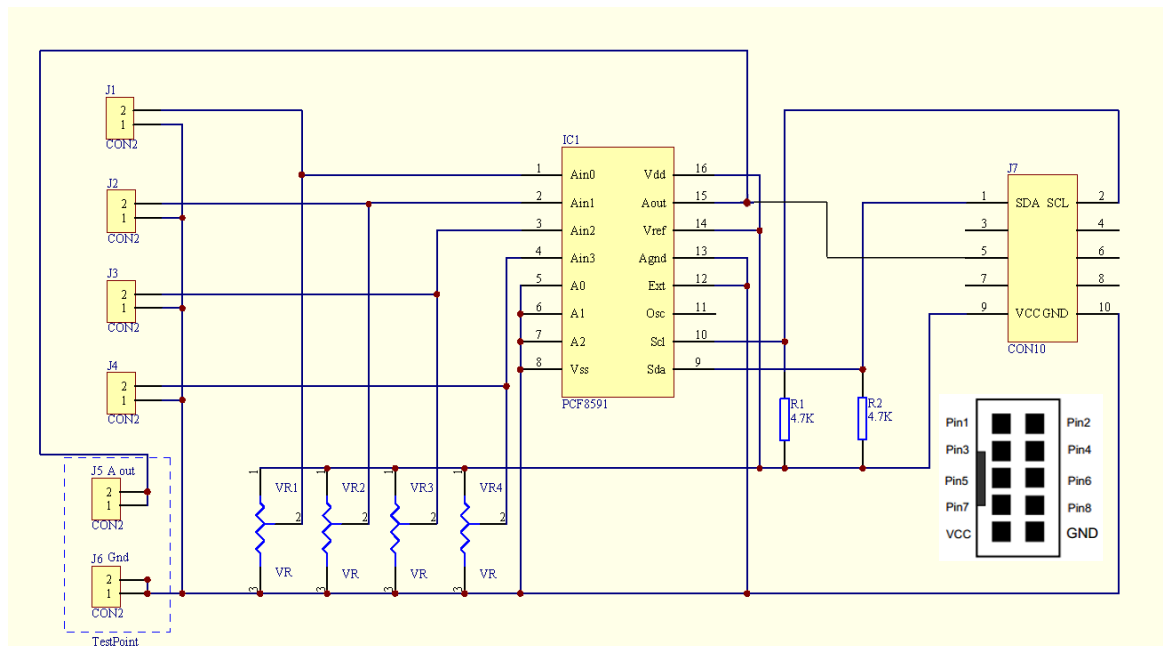 J1
2
1
CON2
J2
2
1
CON2
J3
2
1
CON2
J4
2
1
CON2
J5 A out
2
1
CON2
J6 Gnd
2
1
CON2
TestPoint
1 VR1 2
VR 3
1 VR2 2
VR 3
1 VR3 2
VR 3
1 VR4 2
VR 3
IC1
1 Ain0 Vdd 16
2 Ain1 Aout 15
3 Ain2 Vref 14
4 Ain3 Agnd 13
5 A0 Ext 12
6 A1 Osc 11
7 A2 Scl 10
8 Vss Sda 9
PCF8591
R1
4.7K
R2
4.7K
J7
1 SDA SCL 2
3 4
5 6
7 8
9 VCC GND 10
CON10
Pin1 Pin2
Pin3 Pin4
Pin5 Pin6
Pin7 Pin8
VCC GND